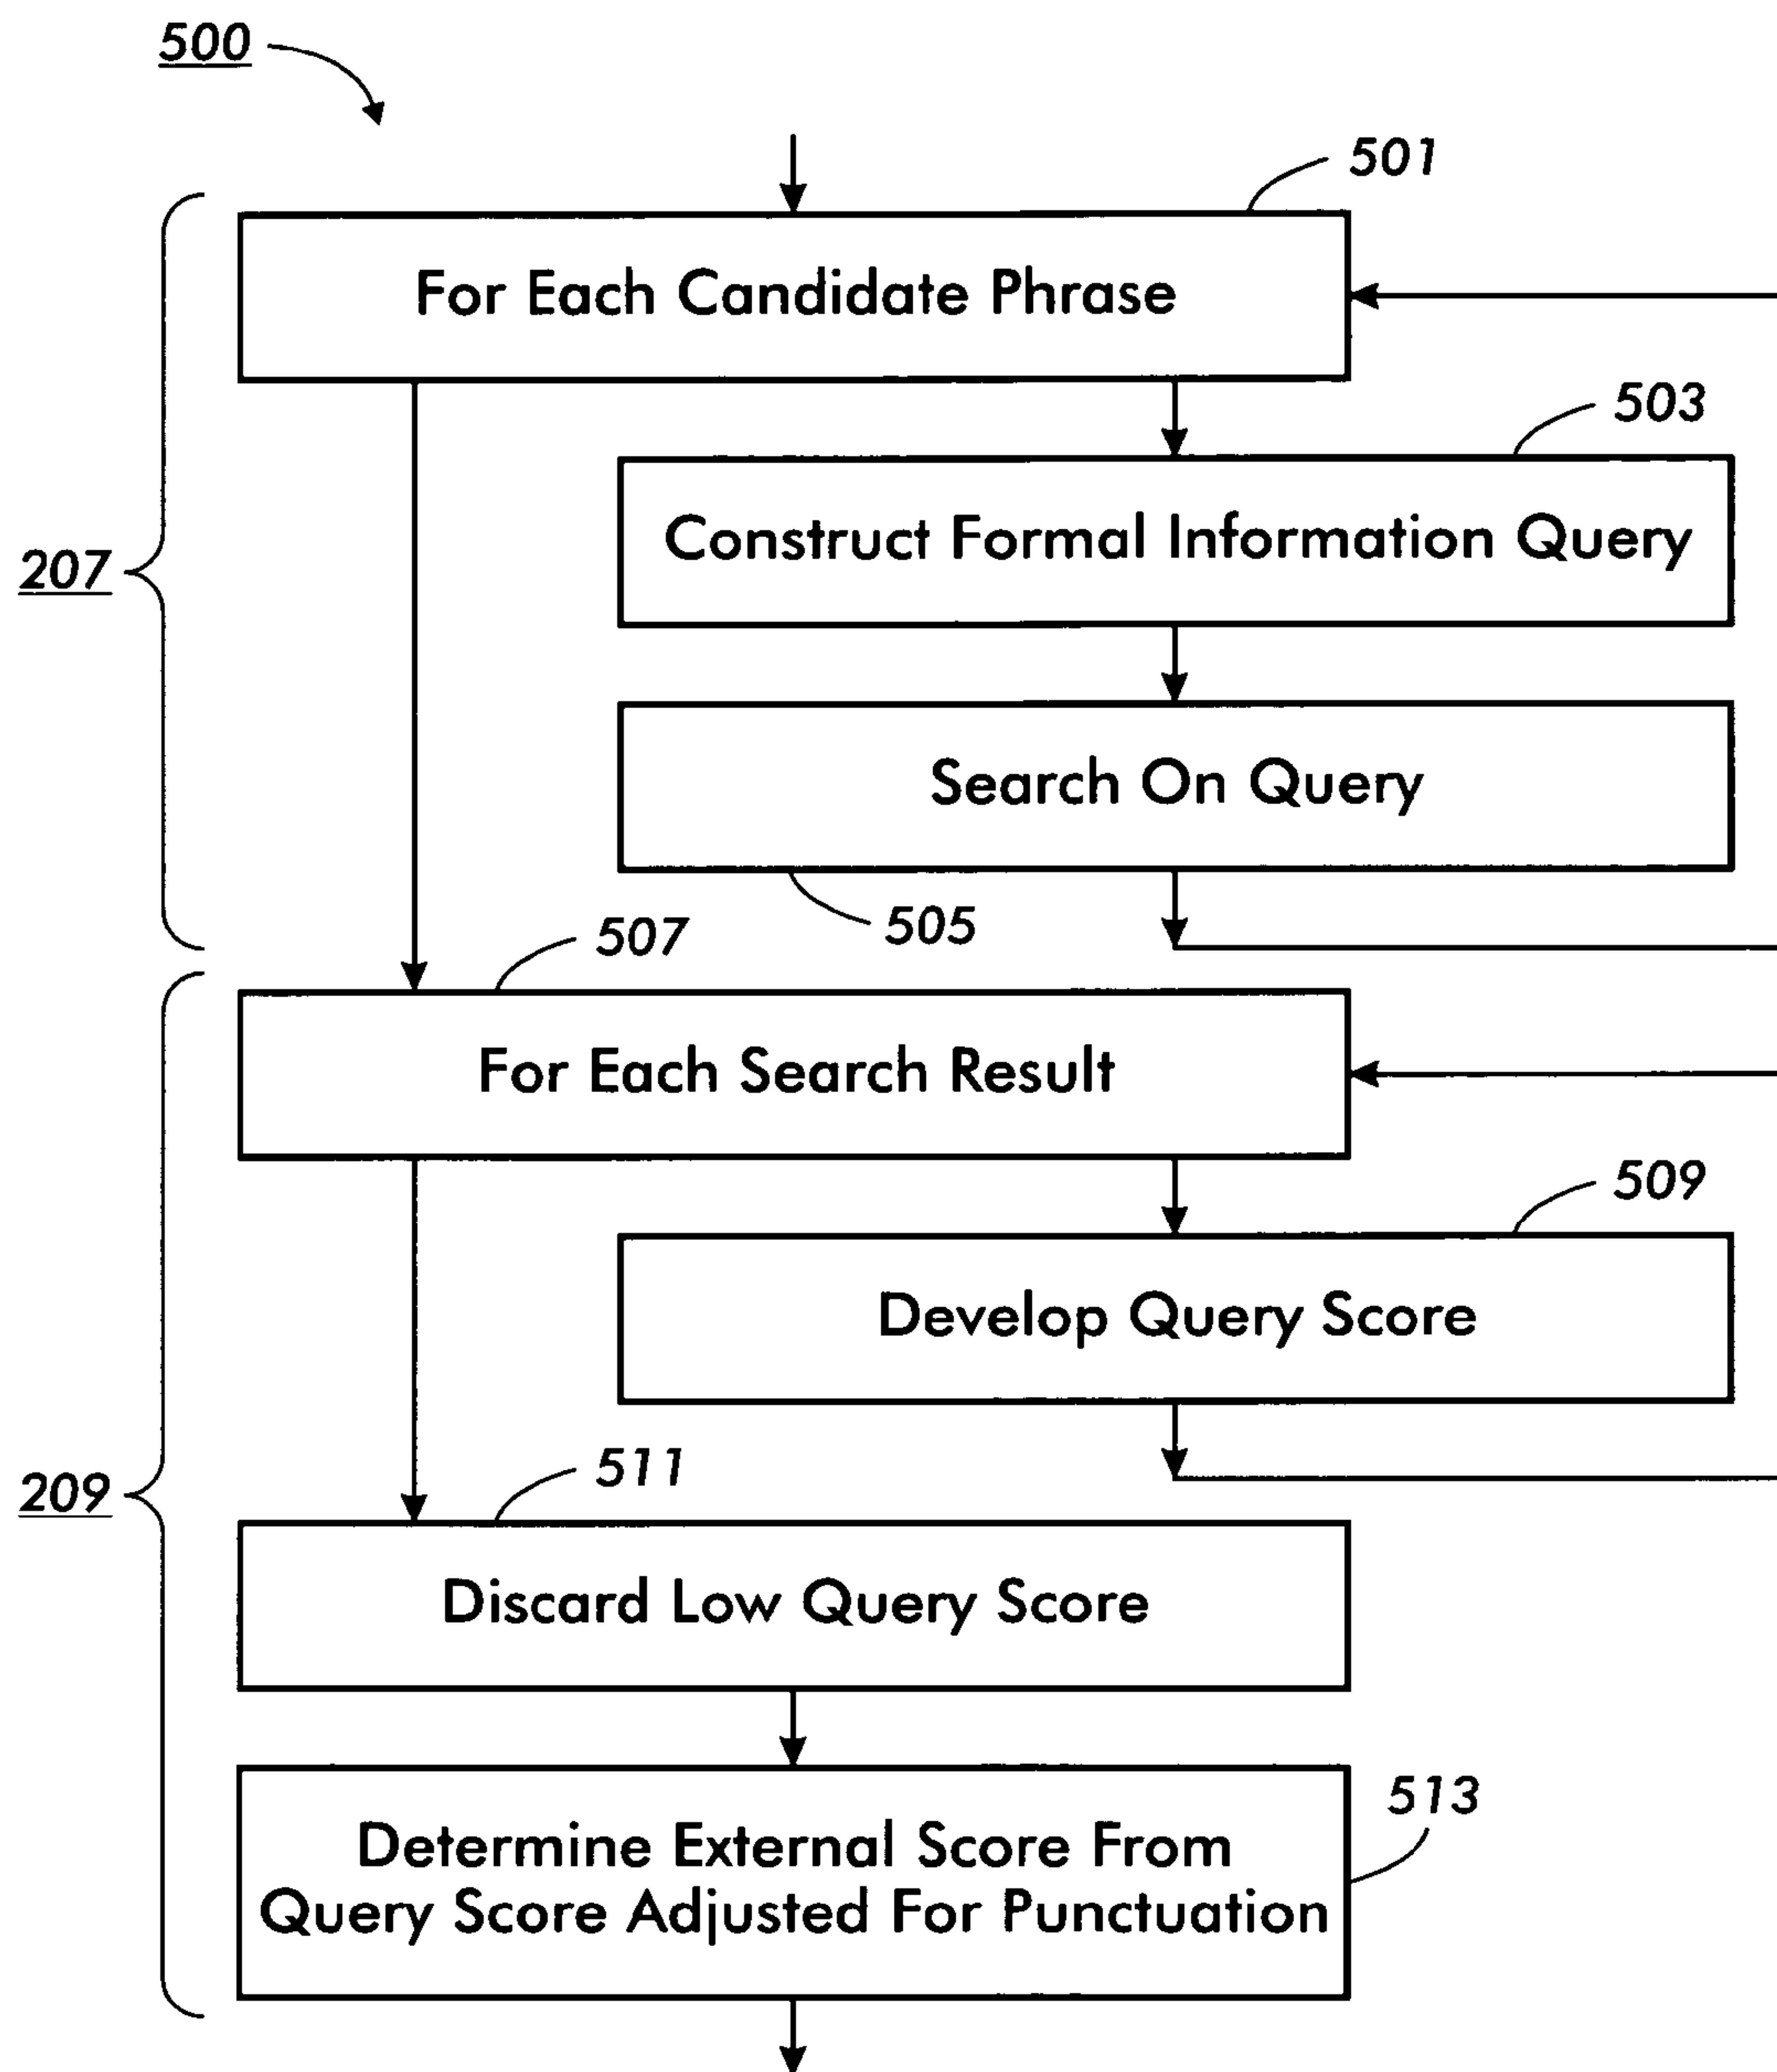 500
501
For Each Candidate Phrase
503
Construct Formal Information Query
207
Search On Query
505
507
For Each Search Result
509
Develop Query Score
511
209
Discard Low Query Score
513
Determine External Score From
Query Score Adjusted For Punctuation